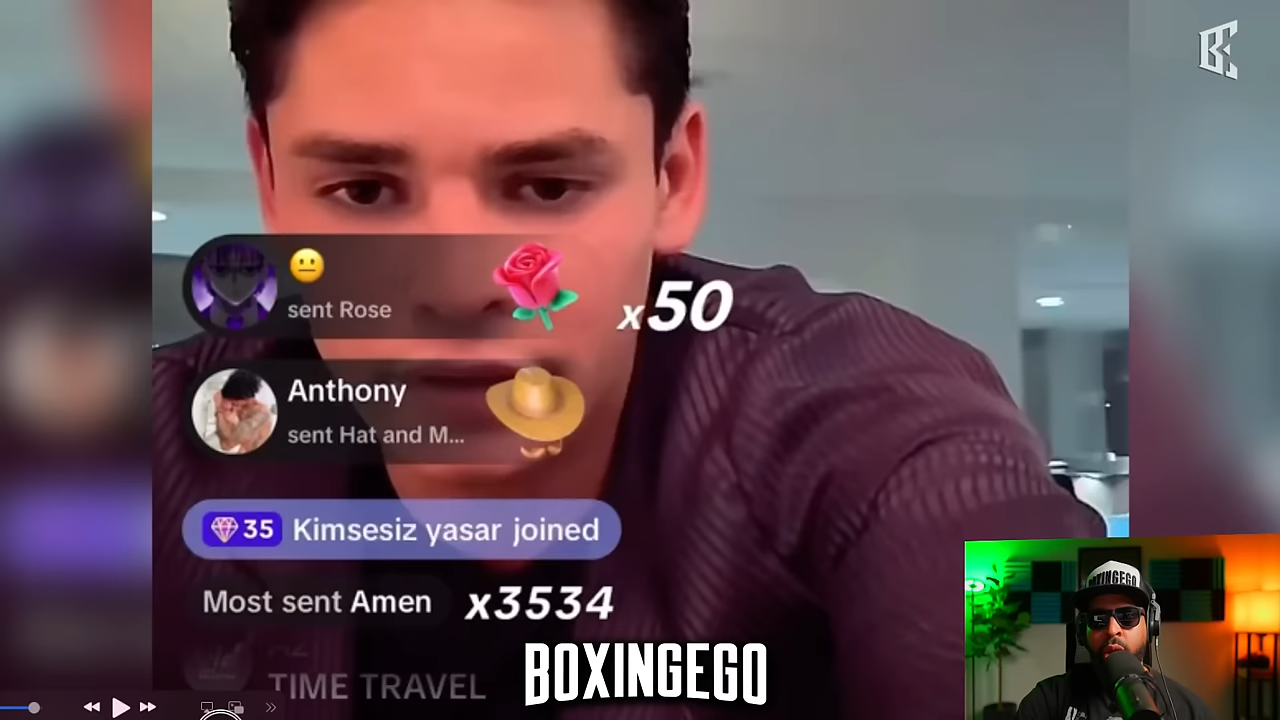 sent Rose
x50
Anthony
sent Hat and M...
35 Kimsesiz yasar joined
Most sent Amen x3534
TIME TRAVEL
BOXINGEGO
BOXINGEGO